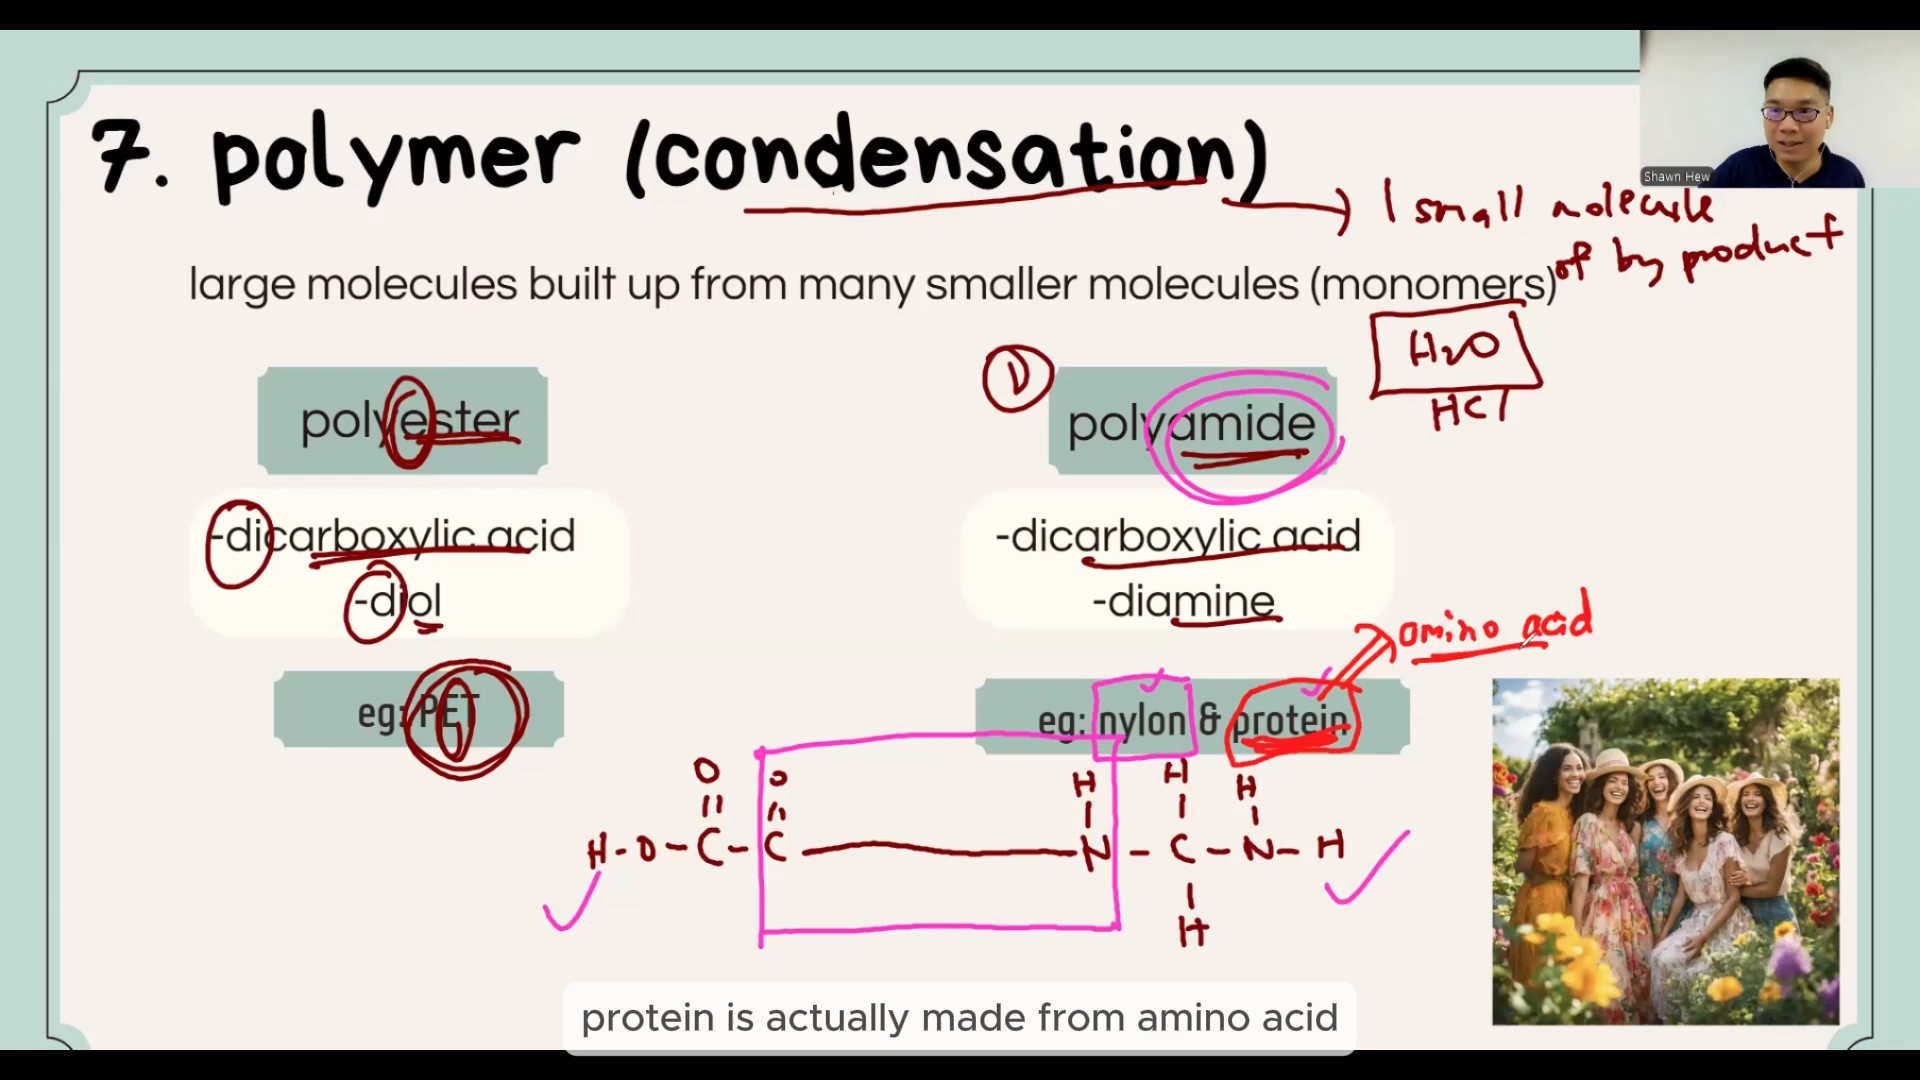 7. polymer (condensation)
Shawn Hew
1 small molecule
of by product
large molecules built up from many smaller molecules (monomers)
H2O
HCl
polyester
1
polyamide
-dicarboxylic acid
-diol
-dicarboxylic acid
-diamine
amino acid
eg: PET
eg: nylon & protein
O O H H H
H-O-C-C N-C-N-H
H
protein is actually made from amino acid